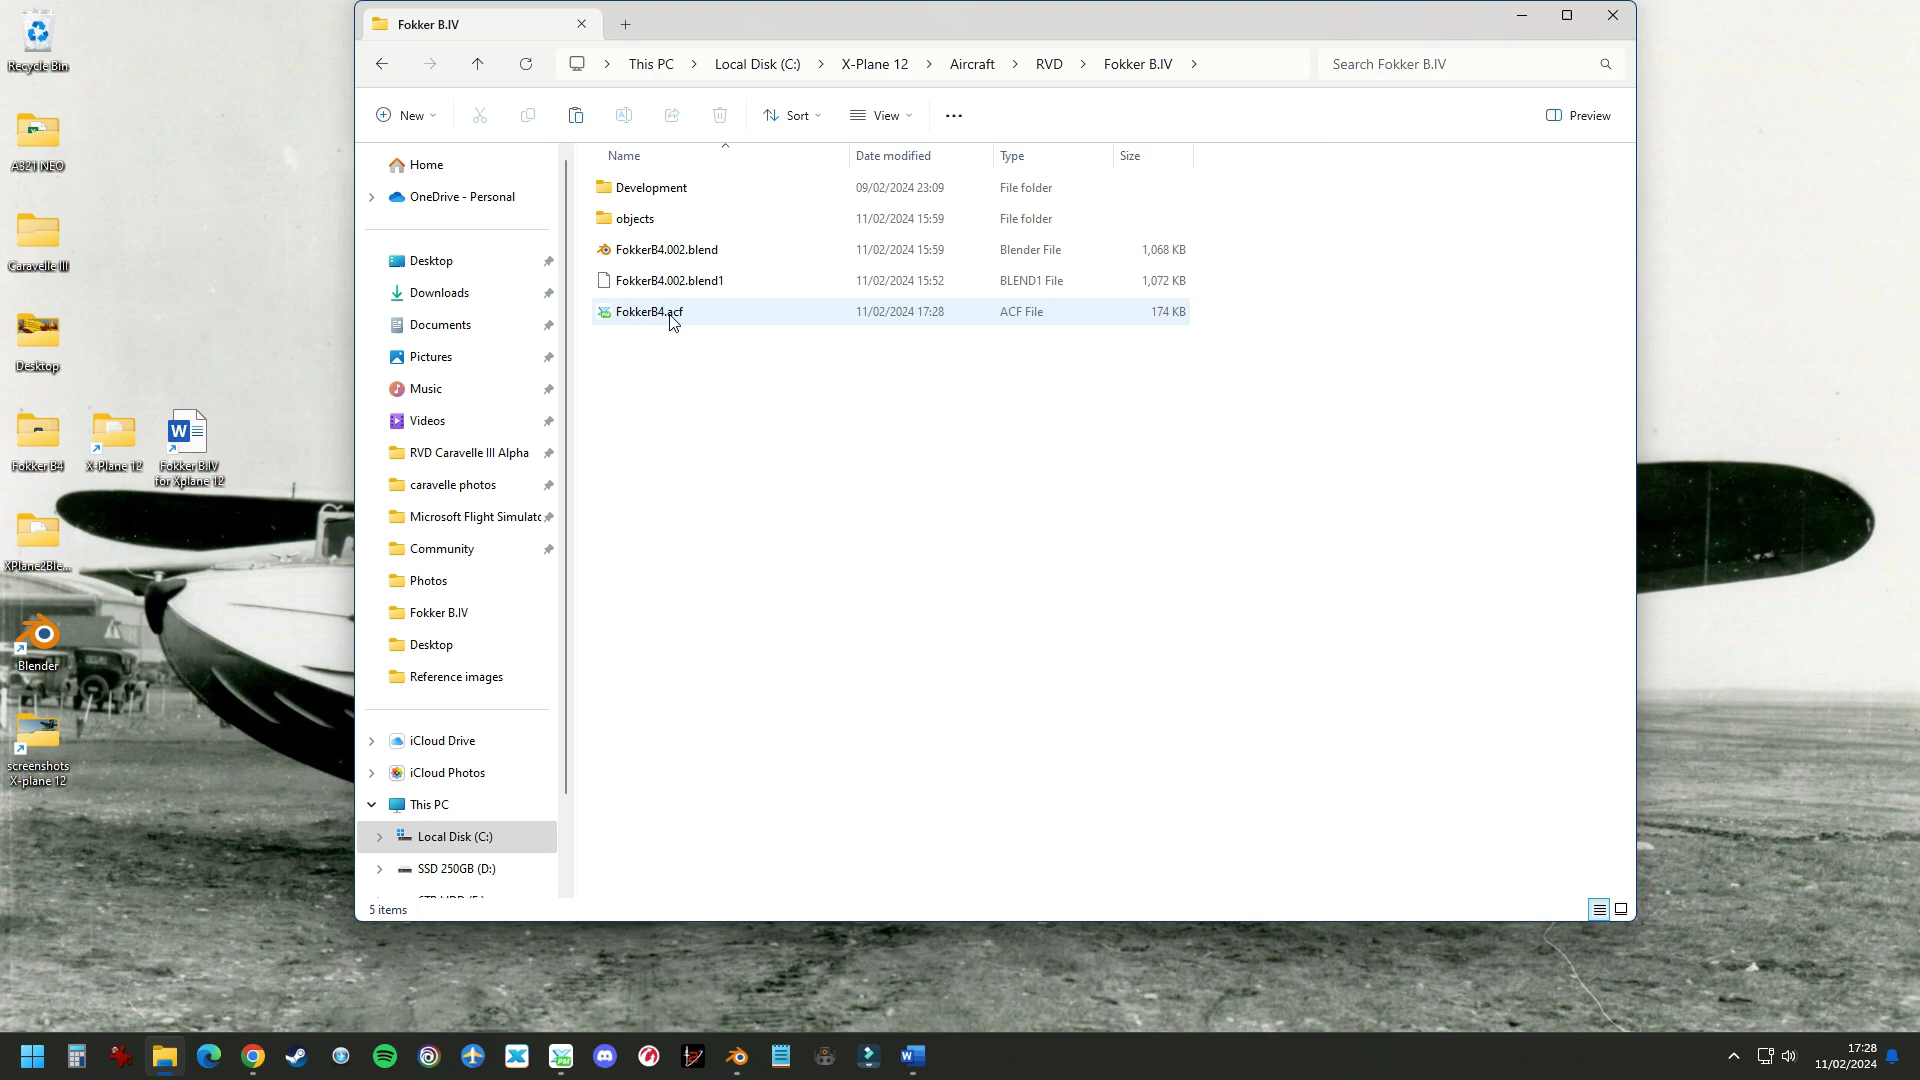 Fokker B.IV
This PC
Local Disk (C:)
X-Plane 12
Aircraft
RVD
Fokker B.IV
Search Fokker B.IV
New
Sort
View
Preview
Name
Date modified
Type
Size
Development 09/02/2024 23:09 File folder
objects 11/02/2024 15:59 File folder
FokkerB4.002.blend 11/02/2024 15:59 Blender File 1,068 KB
FokkerB4.002.blend1 11/02/2024 15:52 BLEND1 File 1,072 KB
FokkerB4.acf 11/02/2024 17:28 ACF File 174 KB
Home
OneDrive - Personal
Desktop
Downloads
Documents
Pictures
Music
Videos
RVD Caravelle III Alpha
caravelle photos
Microsoft Flight Simulatc
Community
Photos
Fokker B.IV
Desktop
Reference images
iCloud Drive
iCloud Photos
This PC
Local Disk (C:)
SSD 250GB (D:)
5 items
Recycle Bin
A321 NEO
Caravelle III
Desktop
Fokker B4
X-Plane 12
Fokker B.IV
for Xplane 12
XPlane2Ble...
Blender
screenshots
X-plane 12
17:28
11/02/2024